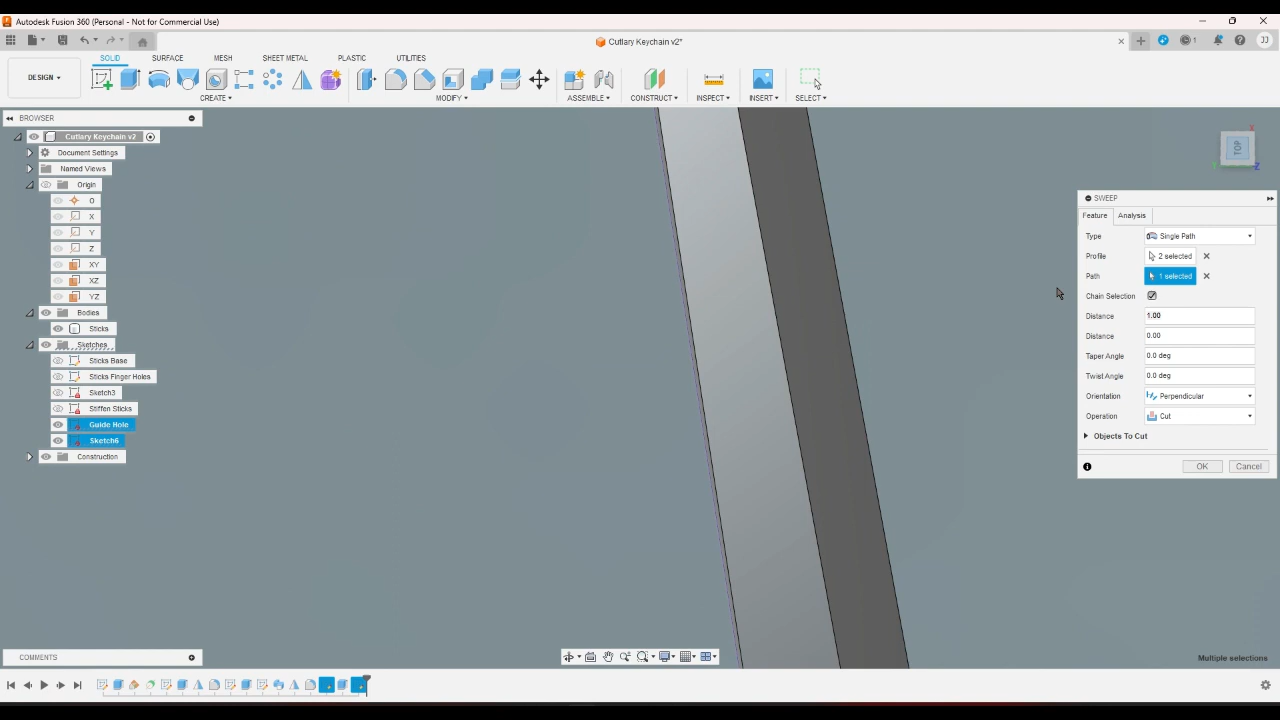 Autodesk Fusion 360 (Personal - Not for Commercial Use)
Cutlary Keychain v2*
1
JJ
DESIGN
SOLID SURFACE MESH SHEET METAL PLASTIC UTILITIES
CREATE MODIFY ASSEMBLE CONSTRUCT INSPECT INSERT SELECT
BROWSER
Cutlary Keychain v2
Document Settings
Named Views
Origin
O
X
Y
Z
XY
XZ
YZ
Bodies
Sticks
Sketches
Sticks Base
Sticks Finger Holes
Sketch3
Stiffen Sticks
Guide Hole
Sketch6
Construction
X
TOP
Z
SWEEP
Feature Analysis
Type Single Path
Profile 2 selected
Path 1 selected
Chain Selection
Distance 1.00
Distance 0.00
Taper Angle 0.0 deg
Twist Angle 0.0 deg
Orientation Perpendicular
Operation Cut
Objects To Cut
OK Cancel
COMMENTS
Multiple selections